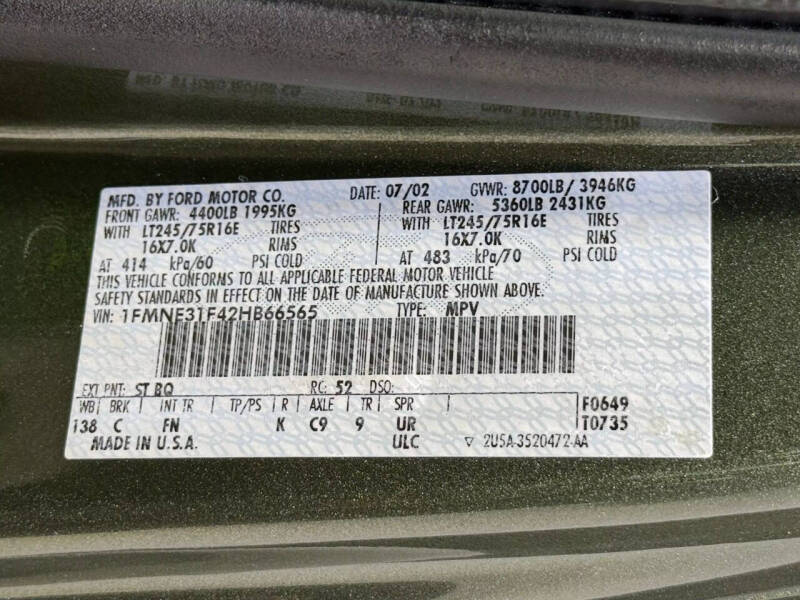 MFD. BY FORD MOTOR CO. DATE: 07/02 GVWR: 8700LB/ 3946KG
FRONT GAWR: 4400LB 1995KG REAR GAWR: 5360LB 2431KG
WITH LT245/75R16E TIRES WITH LT245/75R16E TIRES
16X7.0K RIMS 16X7.0K RIMS
AT 414 kPa/60 PSI COLD AT 483 kPa/70 PSI COLD
THIS VEHICLE CONFORMS TO ALL APPLICABLE FEDERAL MOTOR VEHICLE
SAFETY STANDARDS IN EFFECT ON THE DATE OF MANUFACTURE SHOWN ABOVE.
VIN: 1FMNE31F42HB66565 TYPE: MPV
EXT PNT: ST BQ RC: 52 DSO:
WB BRK INT TR TP/PS R AXLE TR SPR F0649
138 C FN K C9 9 UR T0735
MADE IN U.S.A. ULC ▽ 2U5A-3520472-AA